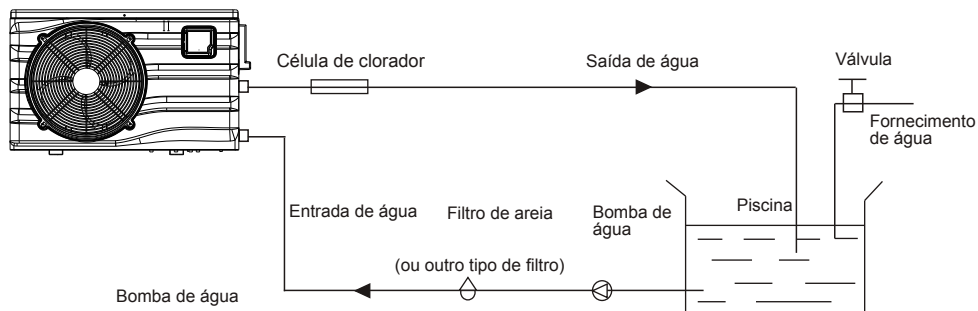 Célula de clorador
Saída de água
Válvula
Fornecimento
de água
Entrada de água
Filtro de areia
Bomba de
água
Piscina
(ou outro tipo de filtro)
Bomba de água